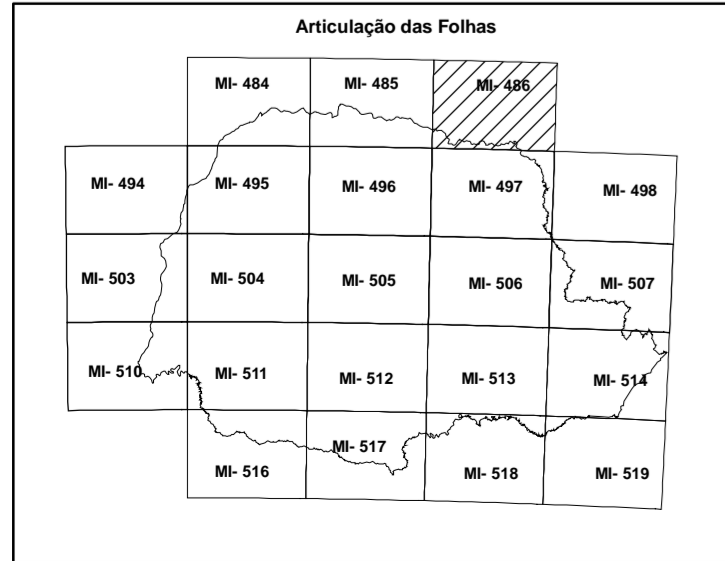 Articulação das Folhas
MI- 484 MI- 485 MI- 486
MI- 494 MI- 495 MI- 496 MI- 497 MI- 498
MI- 503 MI- 504 MI- 505 MI- 506 MI- 507
MI- 510 MI- 511 MI- 512 MI- 513 MI- 514
MI- 516 MI- 517 MI- 518 MI- 519